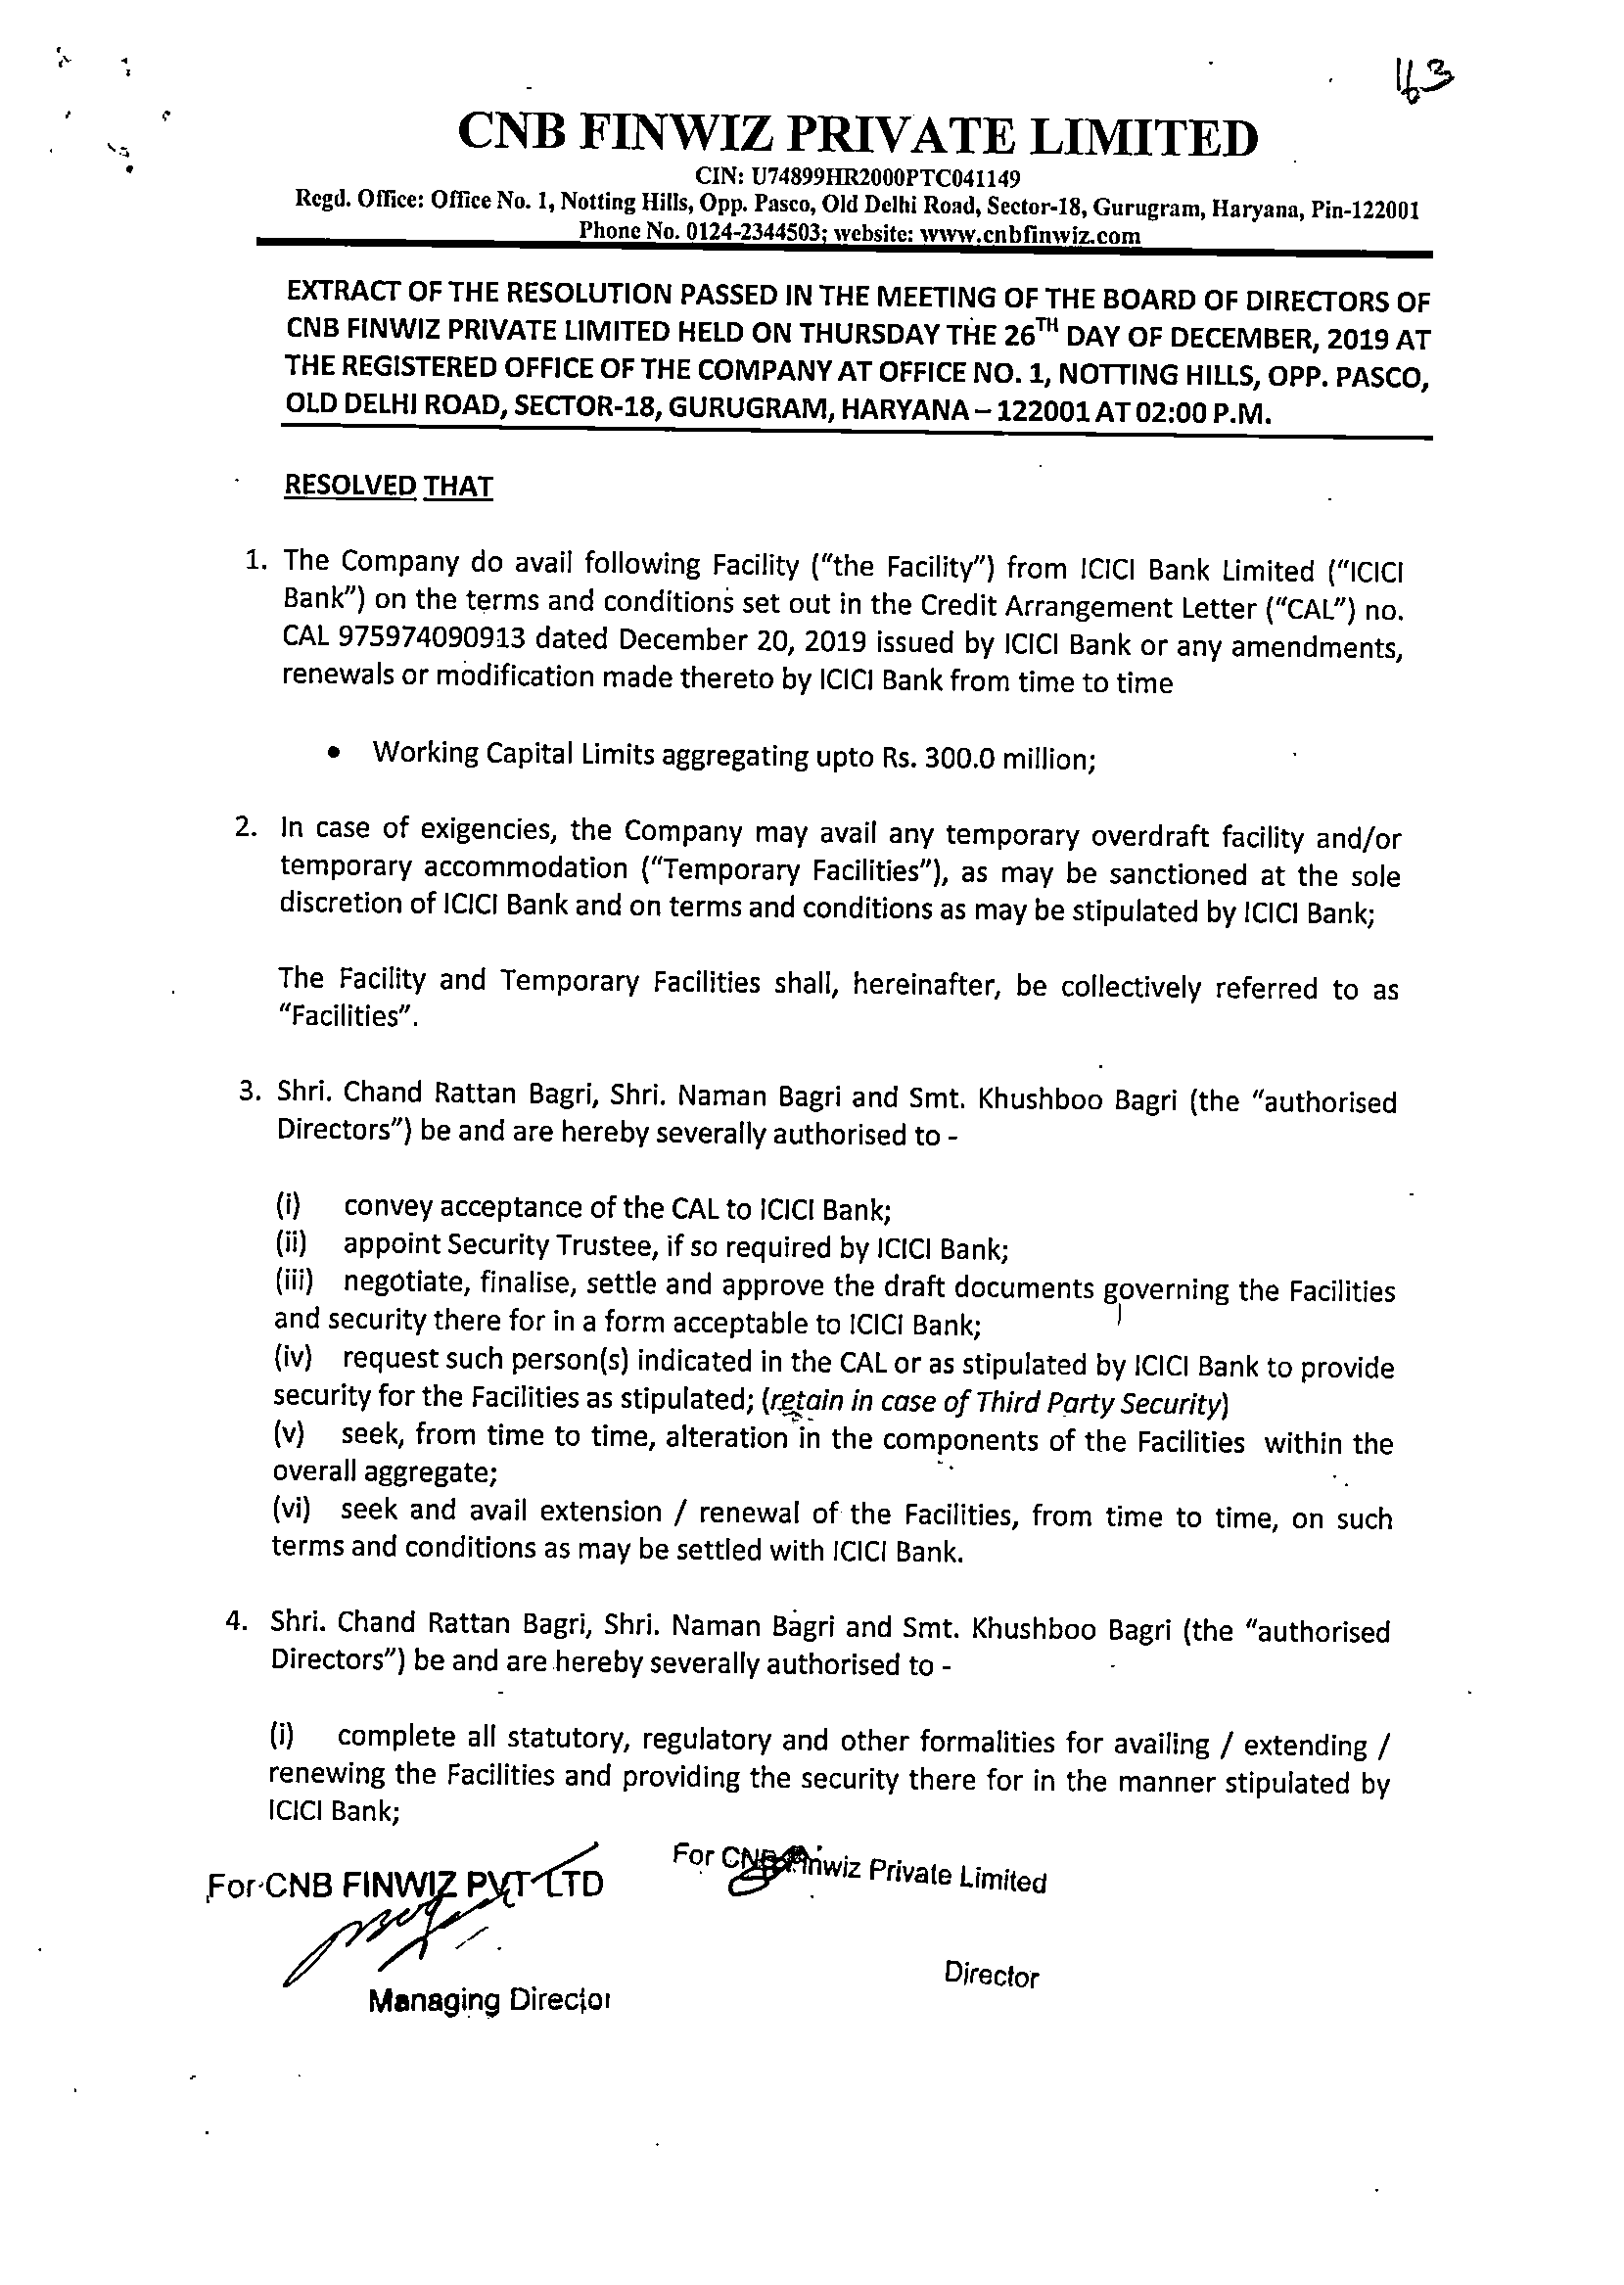 163
CNB FINWIZ PRIVATE LIMITED
CIN: U74899HR2000PTC041149
Regd. Office: Office No. 1, Notting Hills, Opp. Pasco, Old Delhi Road, Sector-18, Gurugram, Haryana, Pin-122001
Phone No. 0124-2344503; website: www.cnbfinwiz.com
EXTRACT OF THE RESOLUTION PASSED IN THE MEETING OF THE BOARD OF DIRECTORS OF
CNB FINWIZ PRIVATE LIMITED HELD ON THURSDAY THE 26TH DAY OF DECEMBER, 2019 AT
THE REGISTERED OFFICE OF THE COMPANY AT OFFICE NO. 1, NOTTING HILLS, OPP. PASCO,
OLD DELHI ROAD, SECTOR-18, GURUGRAM, HARYANA – 122001 AT 02:00 P.M.
RESOLVED THAT
1. The Company do avail following Facility ("the Facility") from ICICI Bank Limited ("ICICI
Bank") on the terms and conditions set out in the Credit Arrangement Letter ("CAL") no.
CAL 975974090913 dated December 20, 2019 issued by ICICI Bank or any amendments,
renewals or modification made thereto by ICICI Bank from time to time
• Working Capital Limits aggregating upto Rs. 300.0 million;
2. In case of exigencies, the Company may avail any temporary overdraft facility and/or
temporary accommodation ("Temporary Facilities"), as may be sanctioned at the sole
discretion of ICICI Bank and on terms and conditions as may be stipulated by ICICI Bank;
The Facility and Temporary Facilities shall, hereinafter, be collectively referred to as
"Facilities".
3. Shri. Chand Rattan Bagri, Shri. Naman Bagri and Smt. Khushboo Bagri (the "authorised
Directors") be and are hereby severally authorised to -
(i) convey acceptance of the CAL to ICICI Bank;
(ii) appoint Security Trustee, if so required by ICICI Bank;
(iii) negotiate, finalise, settle and approve the draft documents governing the Facilities
and security there for in a form acceptable to ICICI Bank;
(iv) request such person(s) indicated in the CAL or as stipulated by ICICI Bank to provide
security for the Facilities as stipulated; (retain in case of Third Party Security)
(v) seek, from time to time, alteration in the components of the Facilities within the
overall aggregate;
(vi) seek and avail extension / renewal of the Facilities, from time to time, on such
terms and conditions as may be settled with ICICI Bank.
4. Shri. Chand Rattan Bagri, Shri. Naman Bagri and Smt. Khushboo Bagri (the "authorised
Directors") be and are hereby severally authorised to -
(i) complete all statutory, regulatory and other formalities for availing / extending /
renewing the Facilities and providing the security there for in the manner stipulated by
ICICI Bank;
For CNB FINWIZ PVT LTD
For CNB Finwiz Private Limited
Managing Director
Director